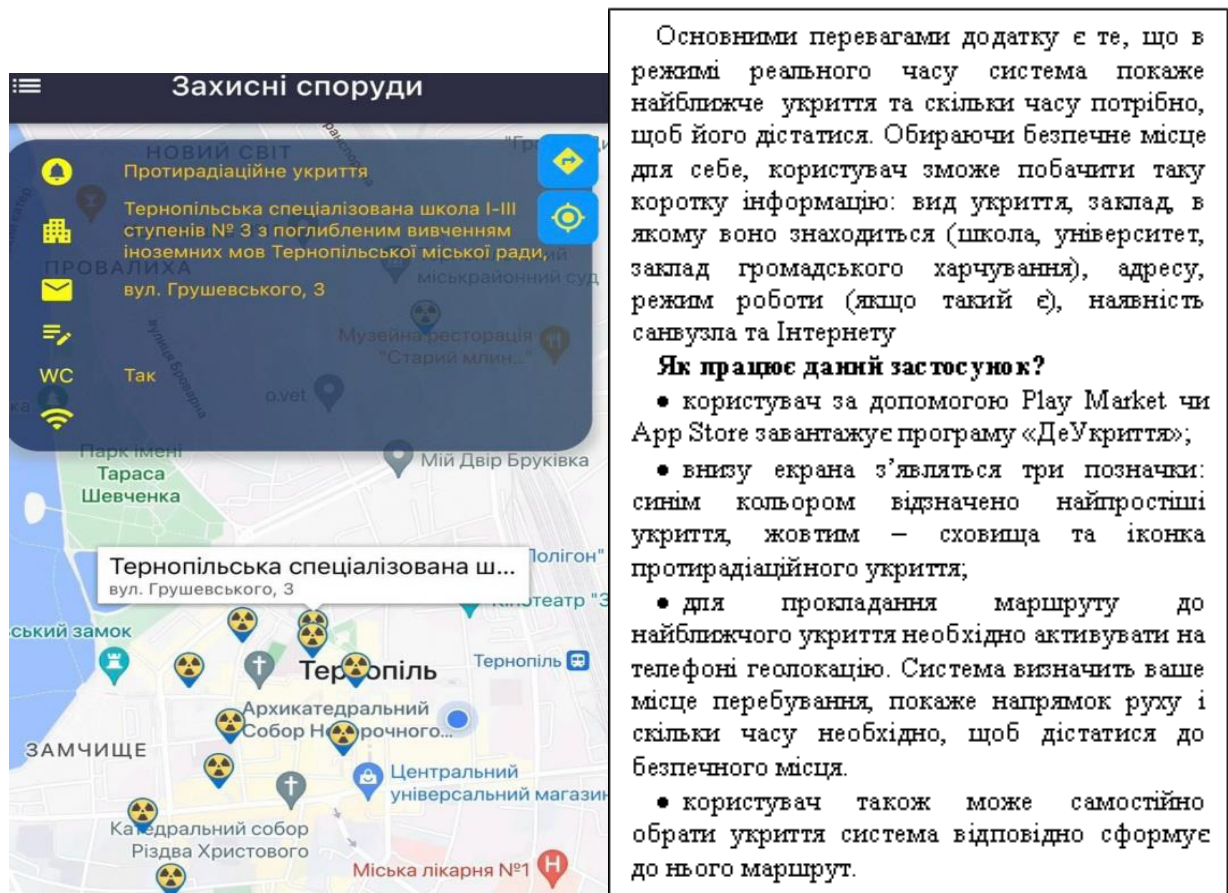 Захисні споруди
НОВИЙ СВІТ
Протирадіаційне укриття
Тернопільська спеціалізована школа І-ІІІ
ступенів № 3 з поглибленим вивченням
іноземних мов Тернопільської міської ради,
ПРОВАЛИХА
міськрайонний суд
вул. Грушевського, 3
Музейна ресторація
"Старий млин...
вулиця Броварна
WC
Так
o.vet
Парк імені
Тараса
Шевченка
Мій Двір Бруківка
Полігон"
Тернопільська спеціалізована ш...
вул. Грушевського, 3
Кінотеатр "З
ський замок
Тернопіль
Тернопіль
Архикатедральний
Собор Не рочного...
ЗАМЧИЩЕ
Центральний
універсальний магазин
Катедральний собор
Різдва Христового
Міська лікарня №1
H
Основними перевагами додатку є те, що в
режимі реального часу система покаже
найближче укриття та скільки часу потрібно,
щоб його дістатися. Обираючи безпечне місце
для себе, користувач зможе побачити таку
коротку інформацію: вид укриття, заклад, в
якому воно знаходиться (школа, університет,
заклад громадського харчування), адресу,
режим роботи (якщо такий є), наявність
санвузла та Інтернету
Як працює даний застосунок?
● користувач за допомогою Play Market чи
App Store завантажує програму «ДеУкриття»;
● внизу екрана з’являться три позначки:
синім кольором відзначено найпростіші
укриття, жовтим – сховища та іконка
протирадіаційного укриття;
● для прокладання маршруту до
найближчого укриття необхідно активувати на
телефоні геолокацію. Система визначить ваше
місце перебування, покаже напрямок руху і
скільки часу необхідно, щоб дістатися до
безпечного місця.
● користувач також може самостійно
обрати укриття система відповідно сформує
до нього маршрут.